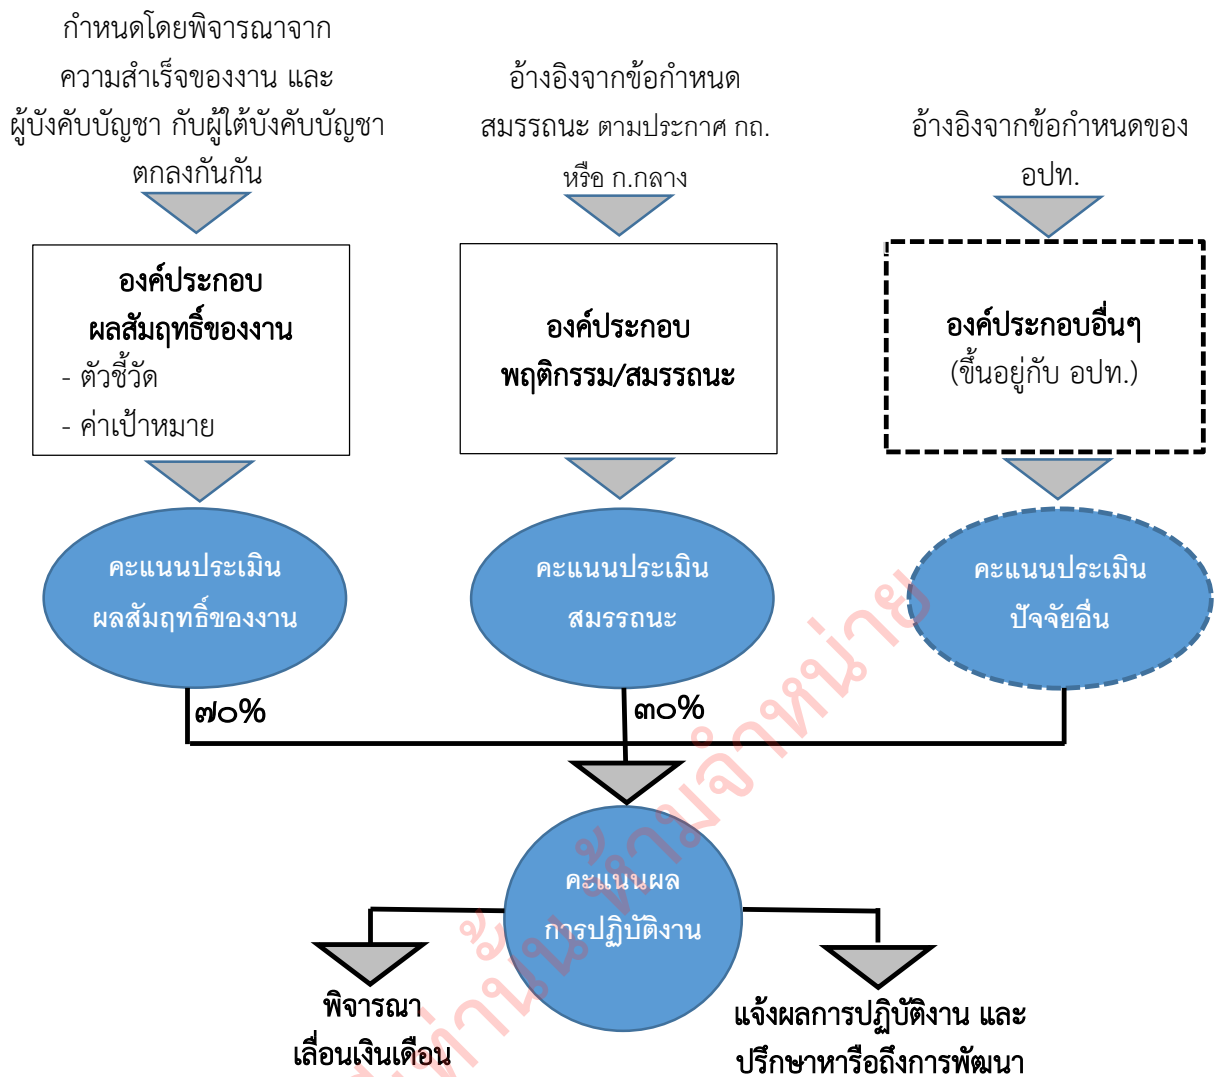 กำหนดโดยพิจารณาจาก
ความสำเร็จของงาน และ
ผู้บังคับบัญชา กับผู้ใต้บังคับบัญชา
ตกลงกันกัน
อ้างอิงจากข้อกำหนด
สมรรถนะ ตามประกาศ กถ.
หรือ ก.กลาง
อ้างอิงจากข้อกำหนดของ
อปท.
องค์ประกอบ
ผลสัมฤทธิ์ของงาน
- ตัวชี้วัด
- ค่าเป้าหมาย
องค์ประกอบ
พฤติกรรม/สมรรถนะ
องค์ประกอบอื่นๆ
(ขึ้นอยู่กับ อปท.)
คะแนนประเมิน
ผลสัมฤทธิ์ของงาน
คะแนนประเมิน
สมรรถนะ
คะแนนประเมิน
ปัจจัยอื่น
๗๐%
๓๐%
คะแนนผล
การปฏิบัติงาน
พิจารณา
เลื่อนเงินเดือน
แจ้งผลการปฏิบัติงาน และ
ปรึกษาหารือถึงการพัฒนา
ท่านั้น ห้ามจำหน่าย